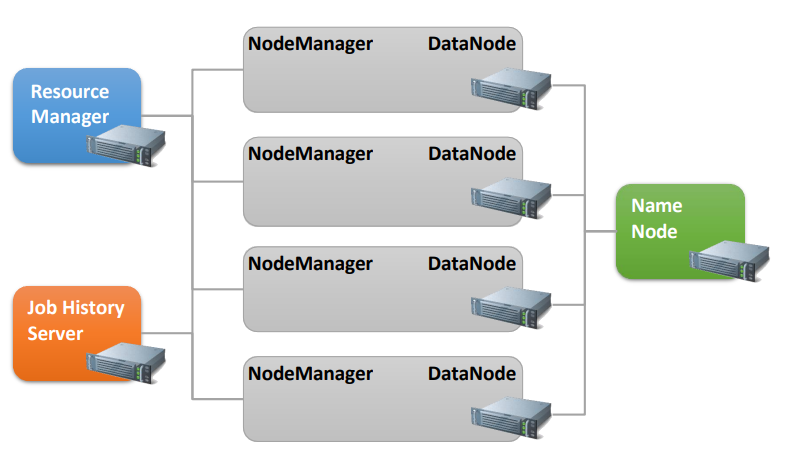 NodeManager DataNode
Resource
Manager
NodeManager DataNode
Name
Node
NodeManager DataNode
Job History
Server
NodeManager DataNode